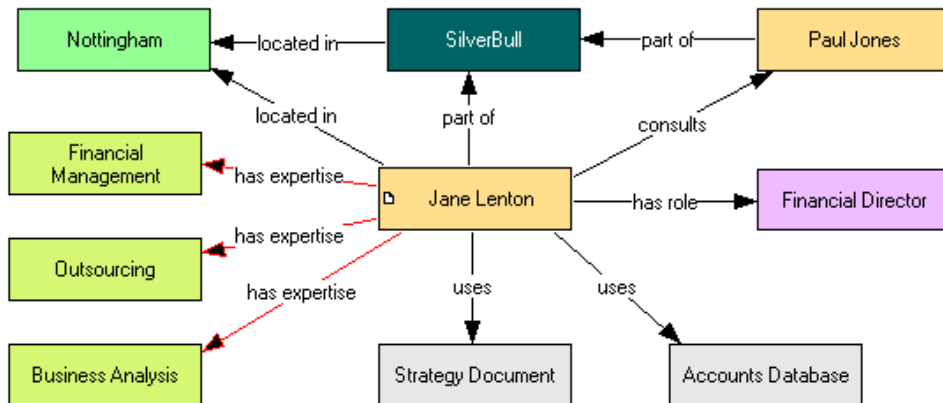 Nottingham
located in
SilverBull
part of
Paul Jones
located in
part of
consults
Financial
Management
has expertise
Jane Lenton
has role
Financial Director
has expertise
Outsourcing
has expertise
uses
uses
Business Analysis
Strategy Document
Accounts Database